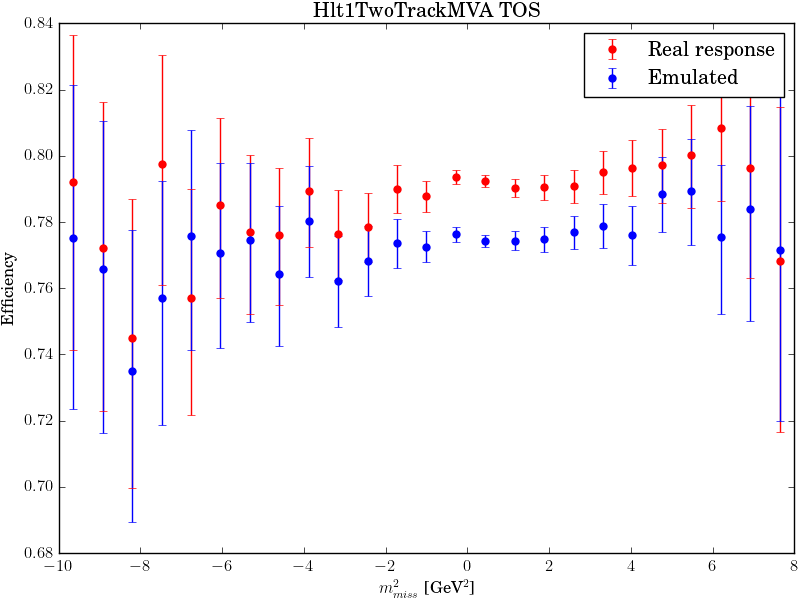 Hlt1TwoTrackMVA TOS
Real response
Emulated
Efficiency
0.84
0.82
0.80
0.78
0.76
0.74
0.72
0.70
0.68
−10 −8 −6 −4 −2 0 2 4 6 8
m²miss [GeV²]